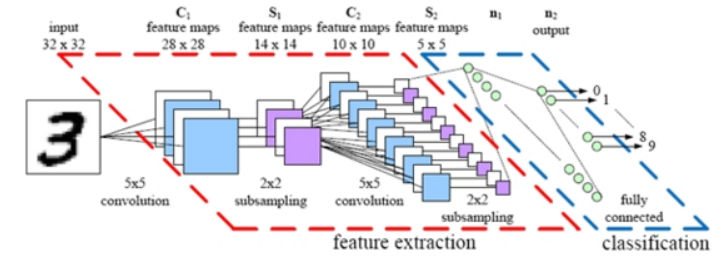 input
32 x 32
C₁
feature maps
28 x 28
S₁
feature maps
14 x 14
C₂
feature maps
10 x 10
S₂
feature maps
5 x 5
n₁
n₂
output
3
0
1
8
9
5x5
convolution
2x2
subsampling
5x5
convolution
2x2
subsampling
fully
connected
feature extraction
classification